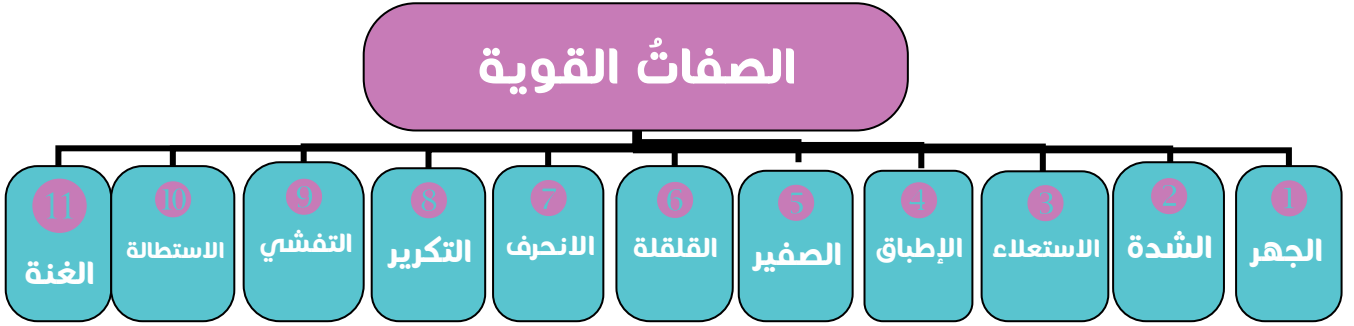 الصفاتُ القوية
1
الجهر
2
الشدة
3
الاستعلاء
4
الإطباق
5
الصفير
6
القلقلة
7
الانحرف
8
التكرير
9
التفشي
10
الاستطالة
11
الغنة